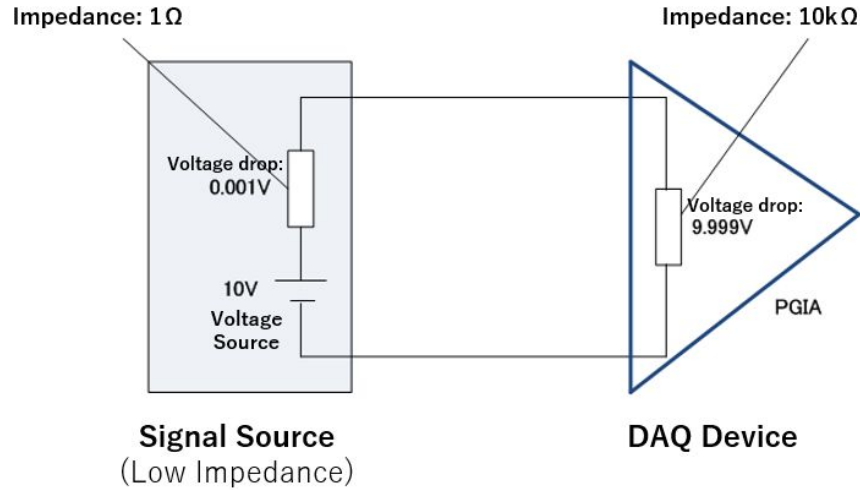 Impedance: 1Ω
Impedance: 10kΩ
Voltage drop:
0.001V
Voltage drop:
9.999V
10V
Voltage
Source
PGIA
Signal Source
(Low Impedance)
DAQ Device